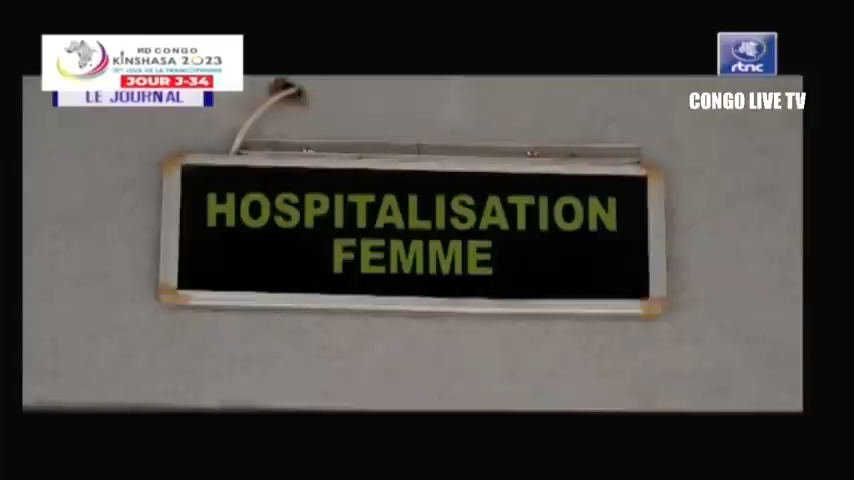 RD CONGO
KINSHASA 2023
JOUR J-34
LE JOURNAL
rtnc
CONGO LIVE TV
HOSPITALISATION
FEMME